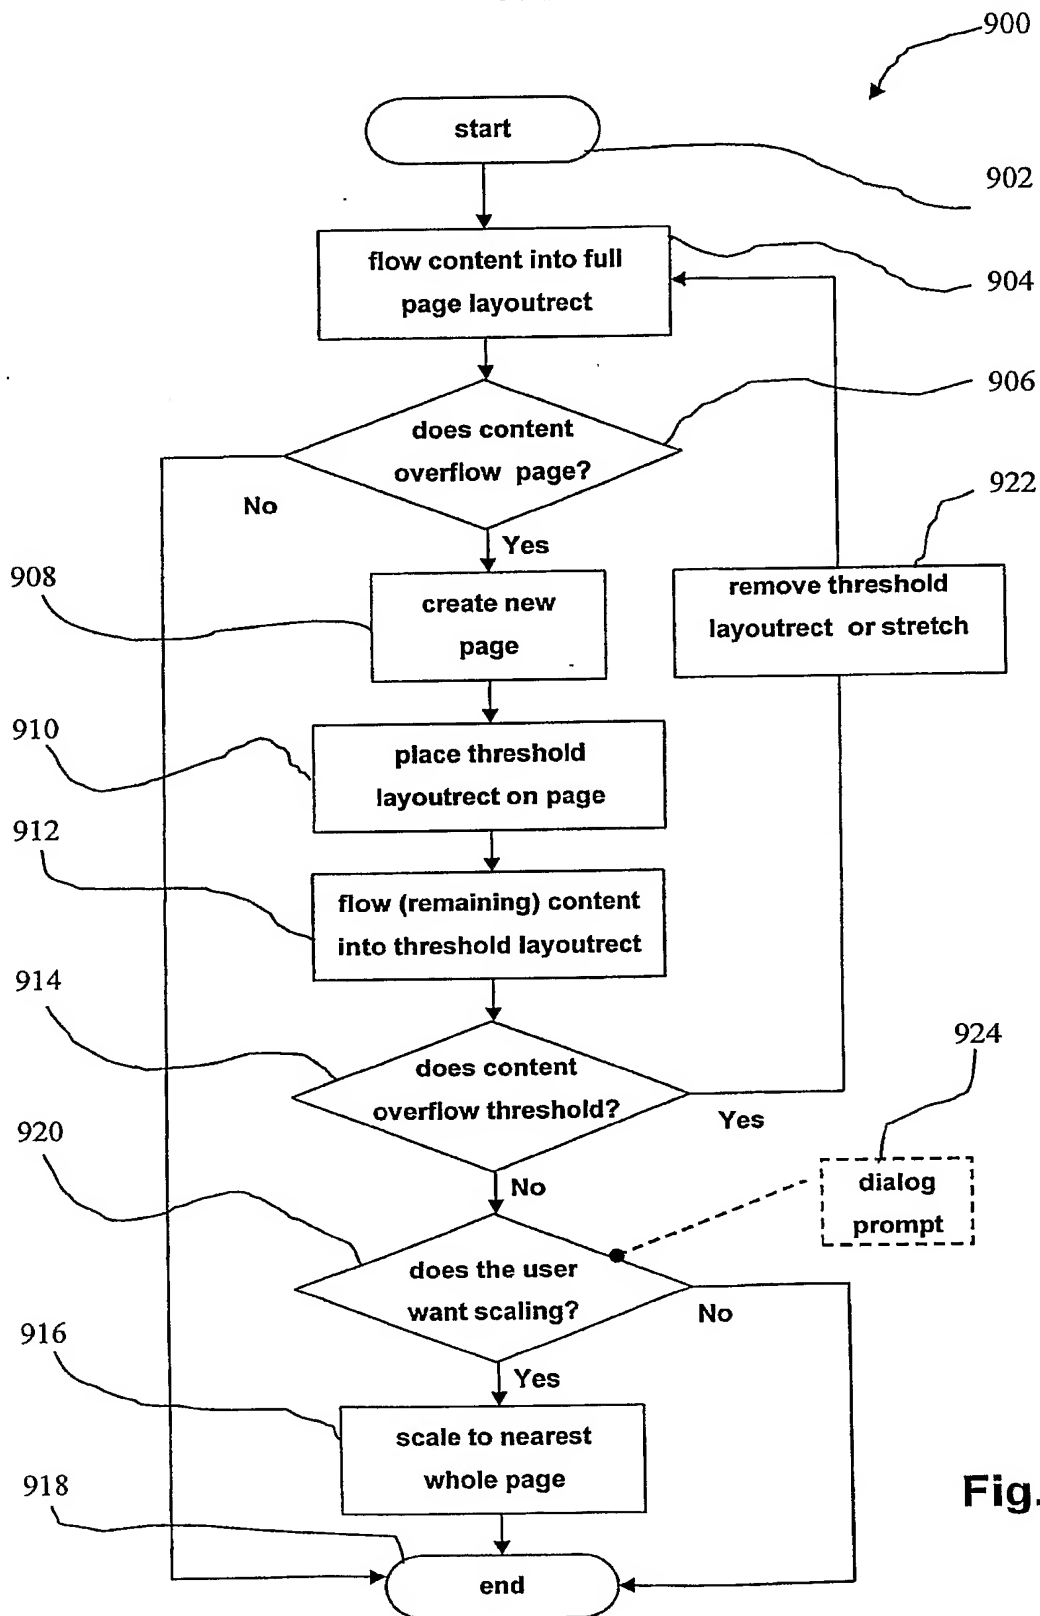 900
start
902
flow content into full
page layoutrect
904
does content
overflow page?
906
No
Yes
922
908
create new
page
remove threshold
layoutrect or stretch
910
place threshold
layoutrect on page
912
flow (remaining) content
into threshold layoutrect
914
does content
overflow threshold?
Yes
924
920
No
dialog
prompt
does the user
want scaling?
No
916
Yes
scale to nearest
whole page
918
Fig.
end